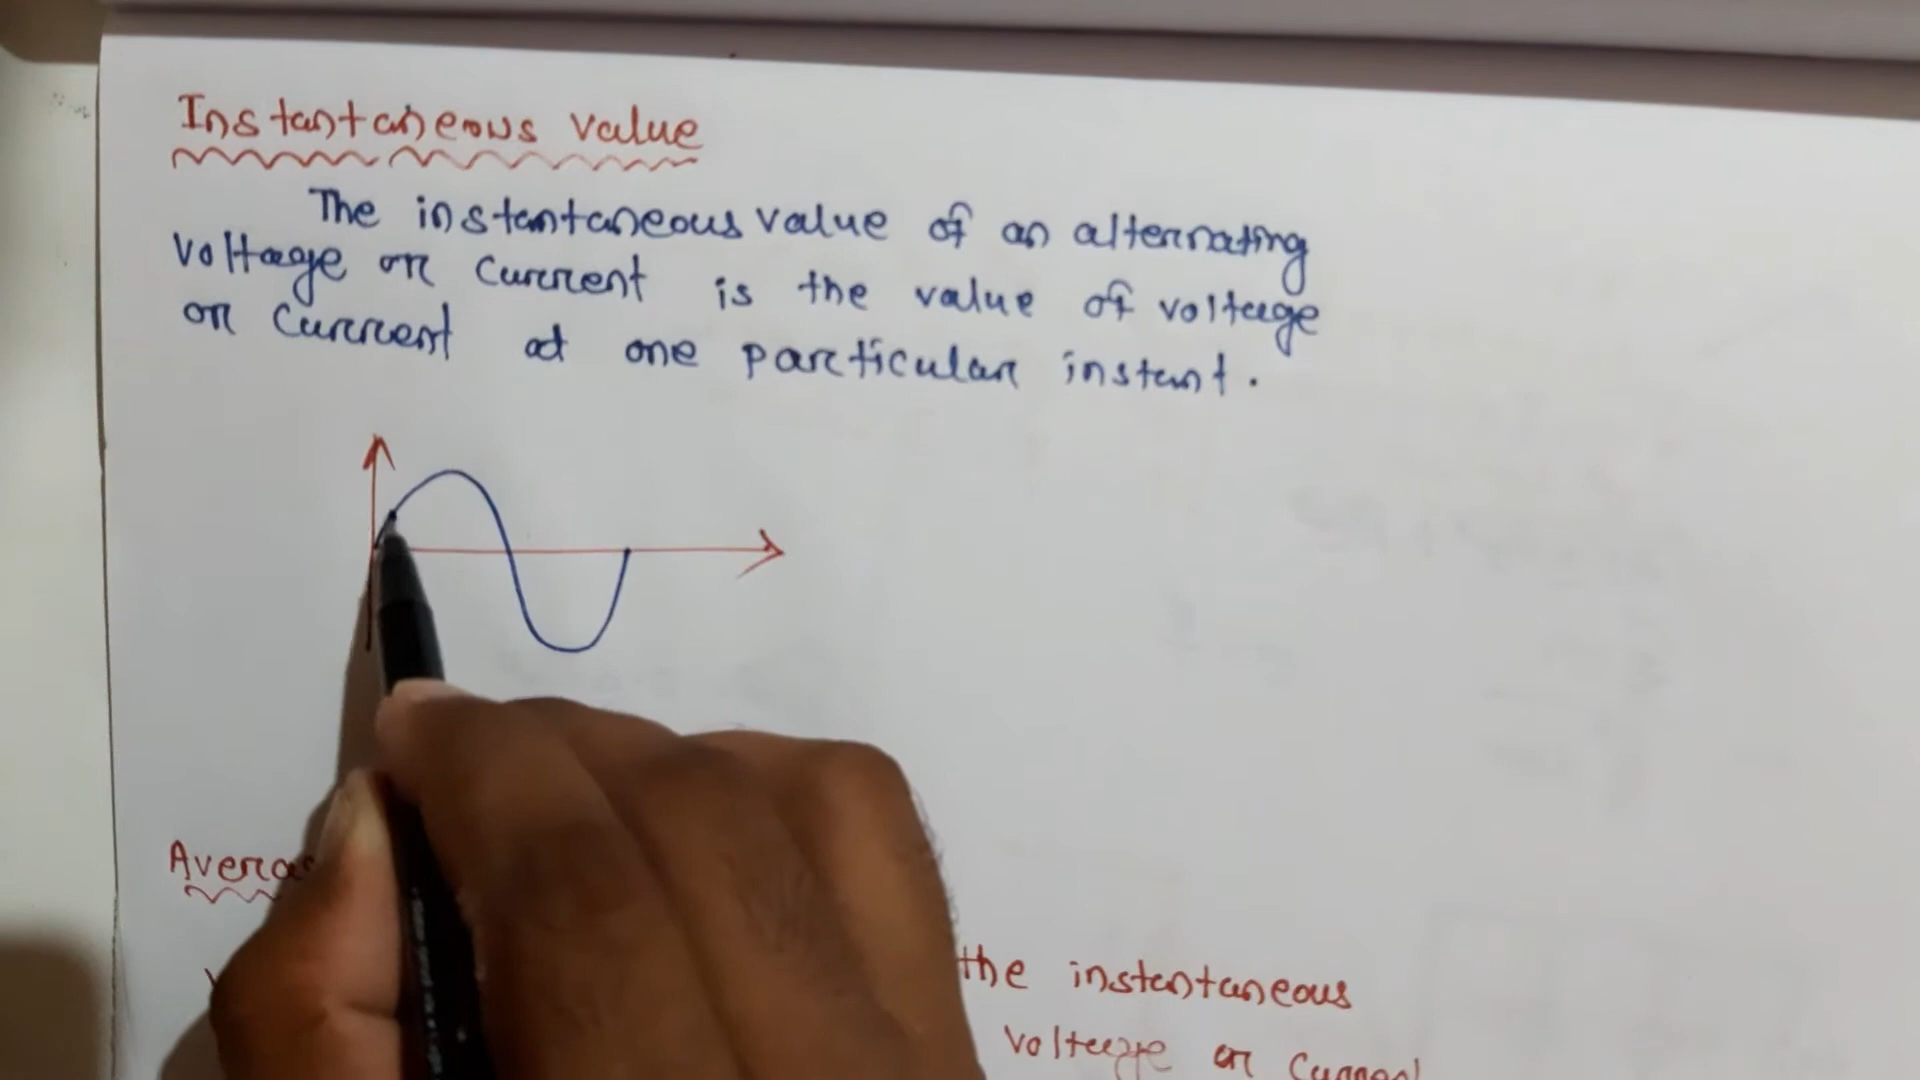 Instantaneous value
The instantaneous value of an alternating
voltage or current is the value of voltage
or current at one particular instant.
the instantaneous
voltage or